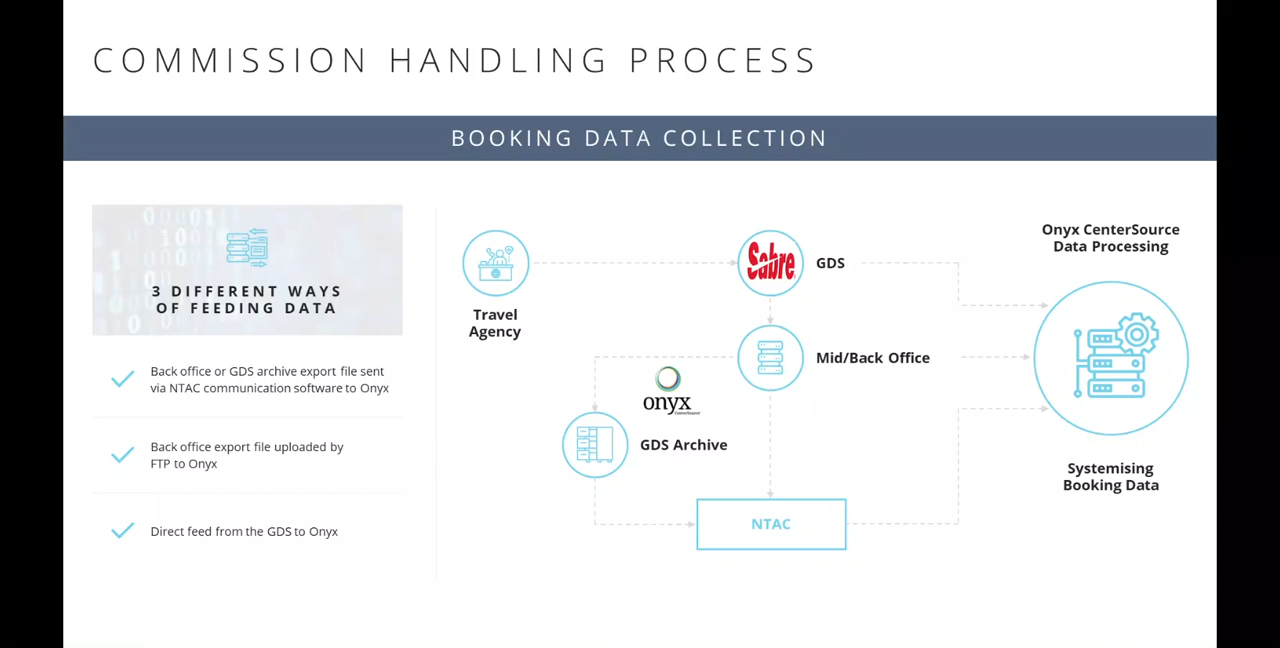 COMMISSION HANDLING PROCESS
BOOKING DATA COLLECTION
3 DIFFERENT WAYS
OF FEEDING DATA
Back office or GDS archive export file sent
via NTAC communication software to Onyx
Back office export file uploaded by
FTP to Onyx
Direct feed from the GDS to Onyx
Travel
Agency
Sabre
GDS
Mid/Back Office
onyx
CenterSource
GDS Archive
NTAC
Onyx CenterSource
Data Processing
Systemising
Booking Data